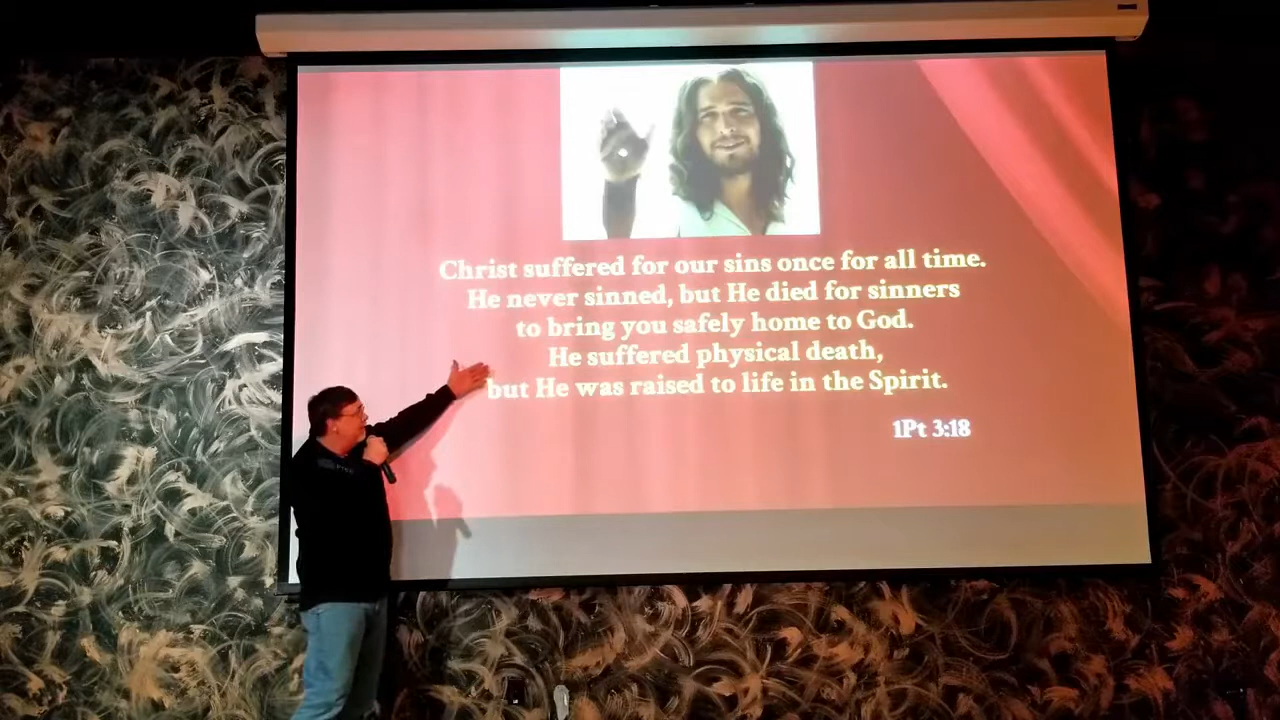 Christ suffered for our sins once for all time.
He never sinned, but He died for sinners
to bring you safely home to God.
He suffered physical death,
but He was raised to life in the Spirit.
1Pt 3:18